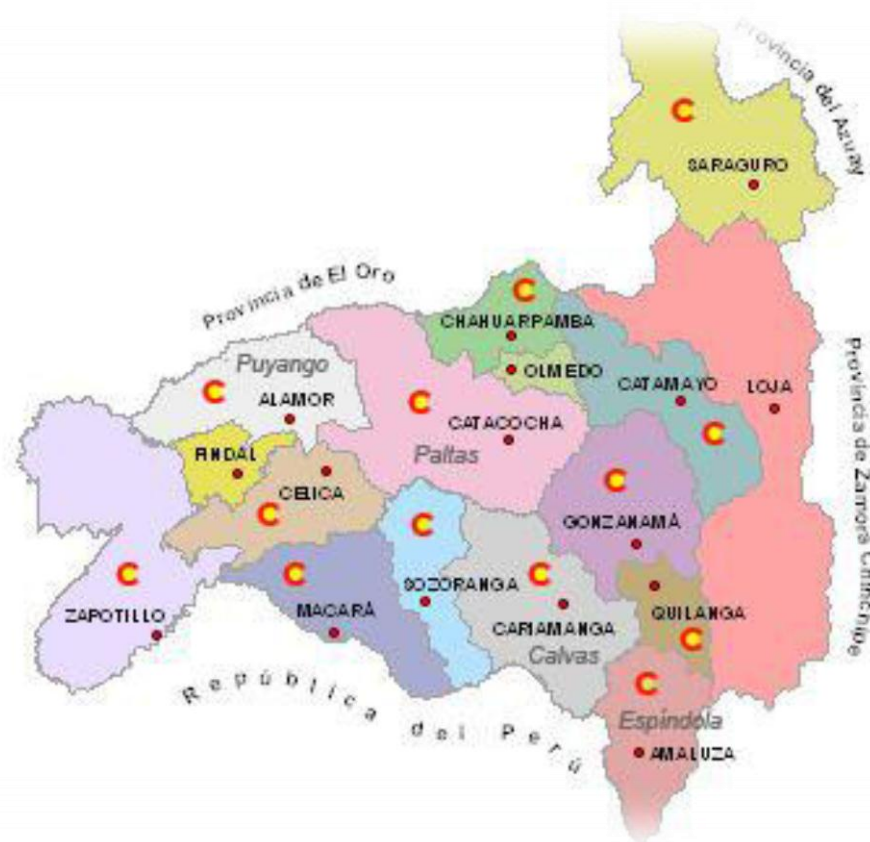 Provincia del Azuay
C
SARAGURO
Provincia de El Oro
C
CHAHUARPAMBA
Puyango
C
OLMEDO
CATAMAYO
LOJA
ALAMOR
C
CATACOCHA
C
Paltas
PINDAL
CELICA
C
C
GONZANAMÁ
C
C
C
C
ZAPOTILLO
MACARÁ
SOZORANGA
CARIAMANGA
QUILANGA
C
Calvas
C
Espíndola
AMALUZA
República del Perú
Provincia de Zamora Chinchipe